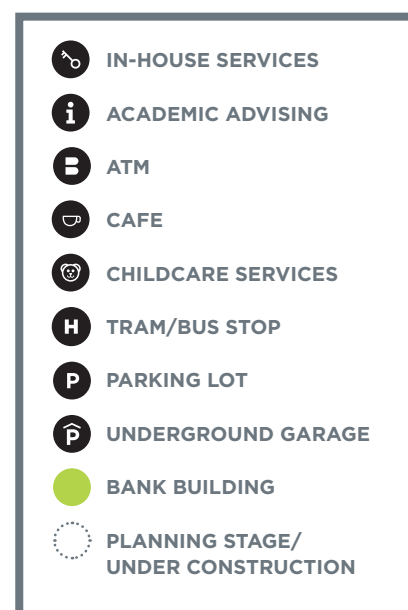 IN-HOUSE SERVICES
i ACADEMIC ADVISING
B ATM
CAFE
CHILDCARE SERVICES
H TRAM/BUS STOP
P PARKING LOT
P UNDERGROUND GARAGE
BANK BUILDING
PLANNING STAGE/
UNDER CONSTRUCTION